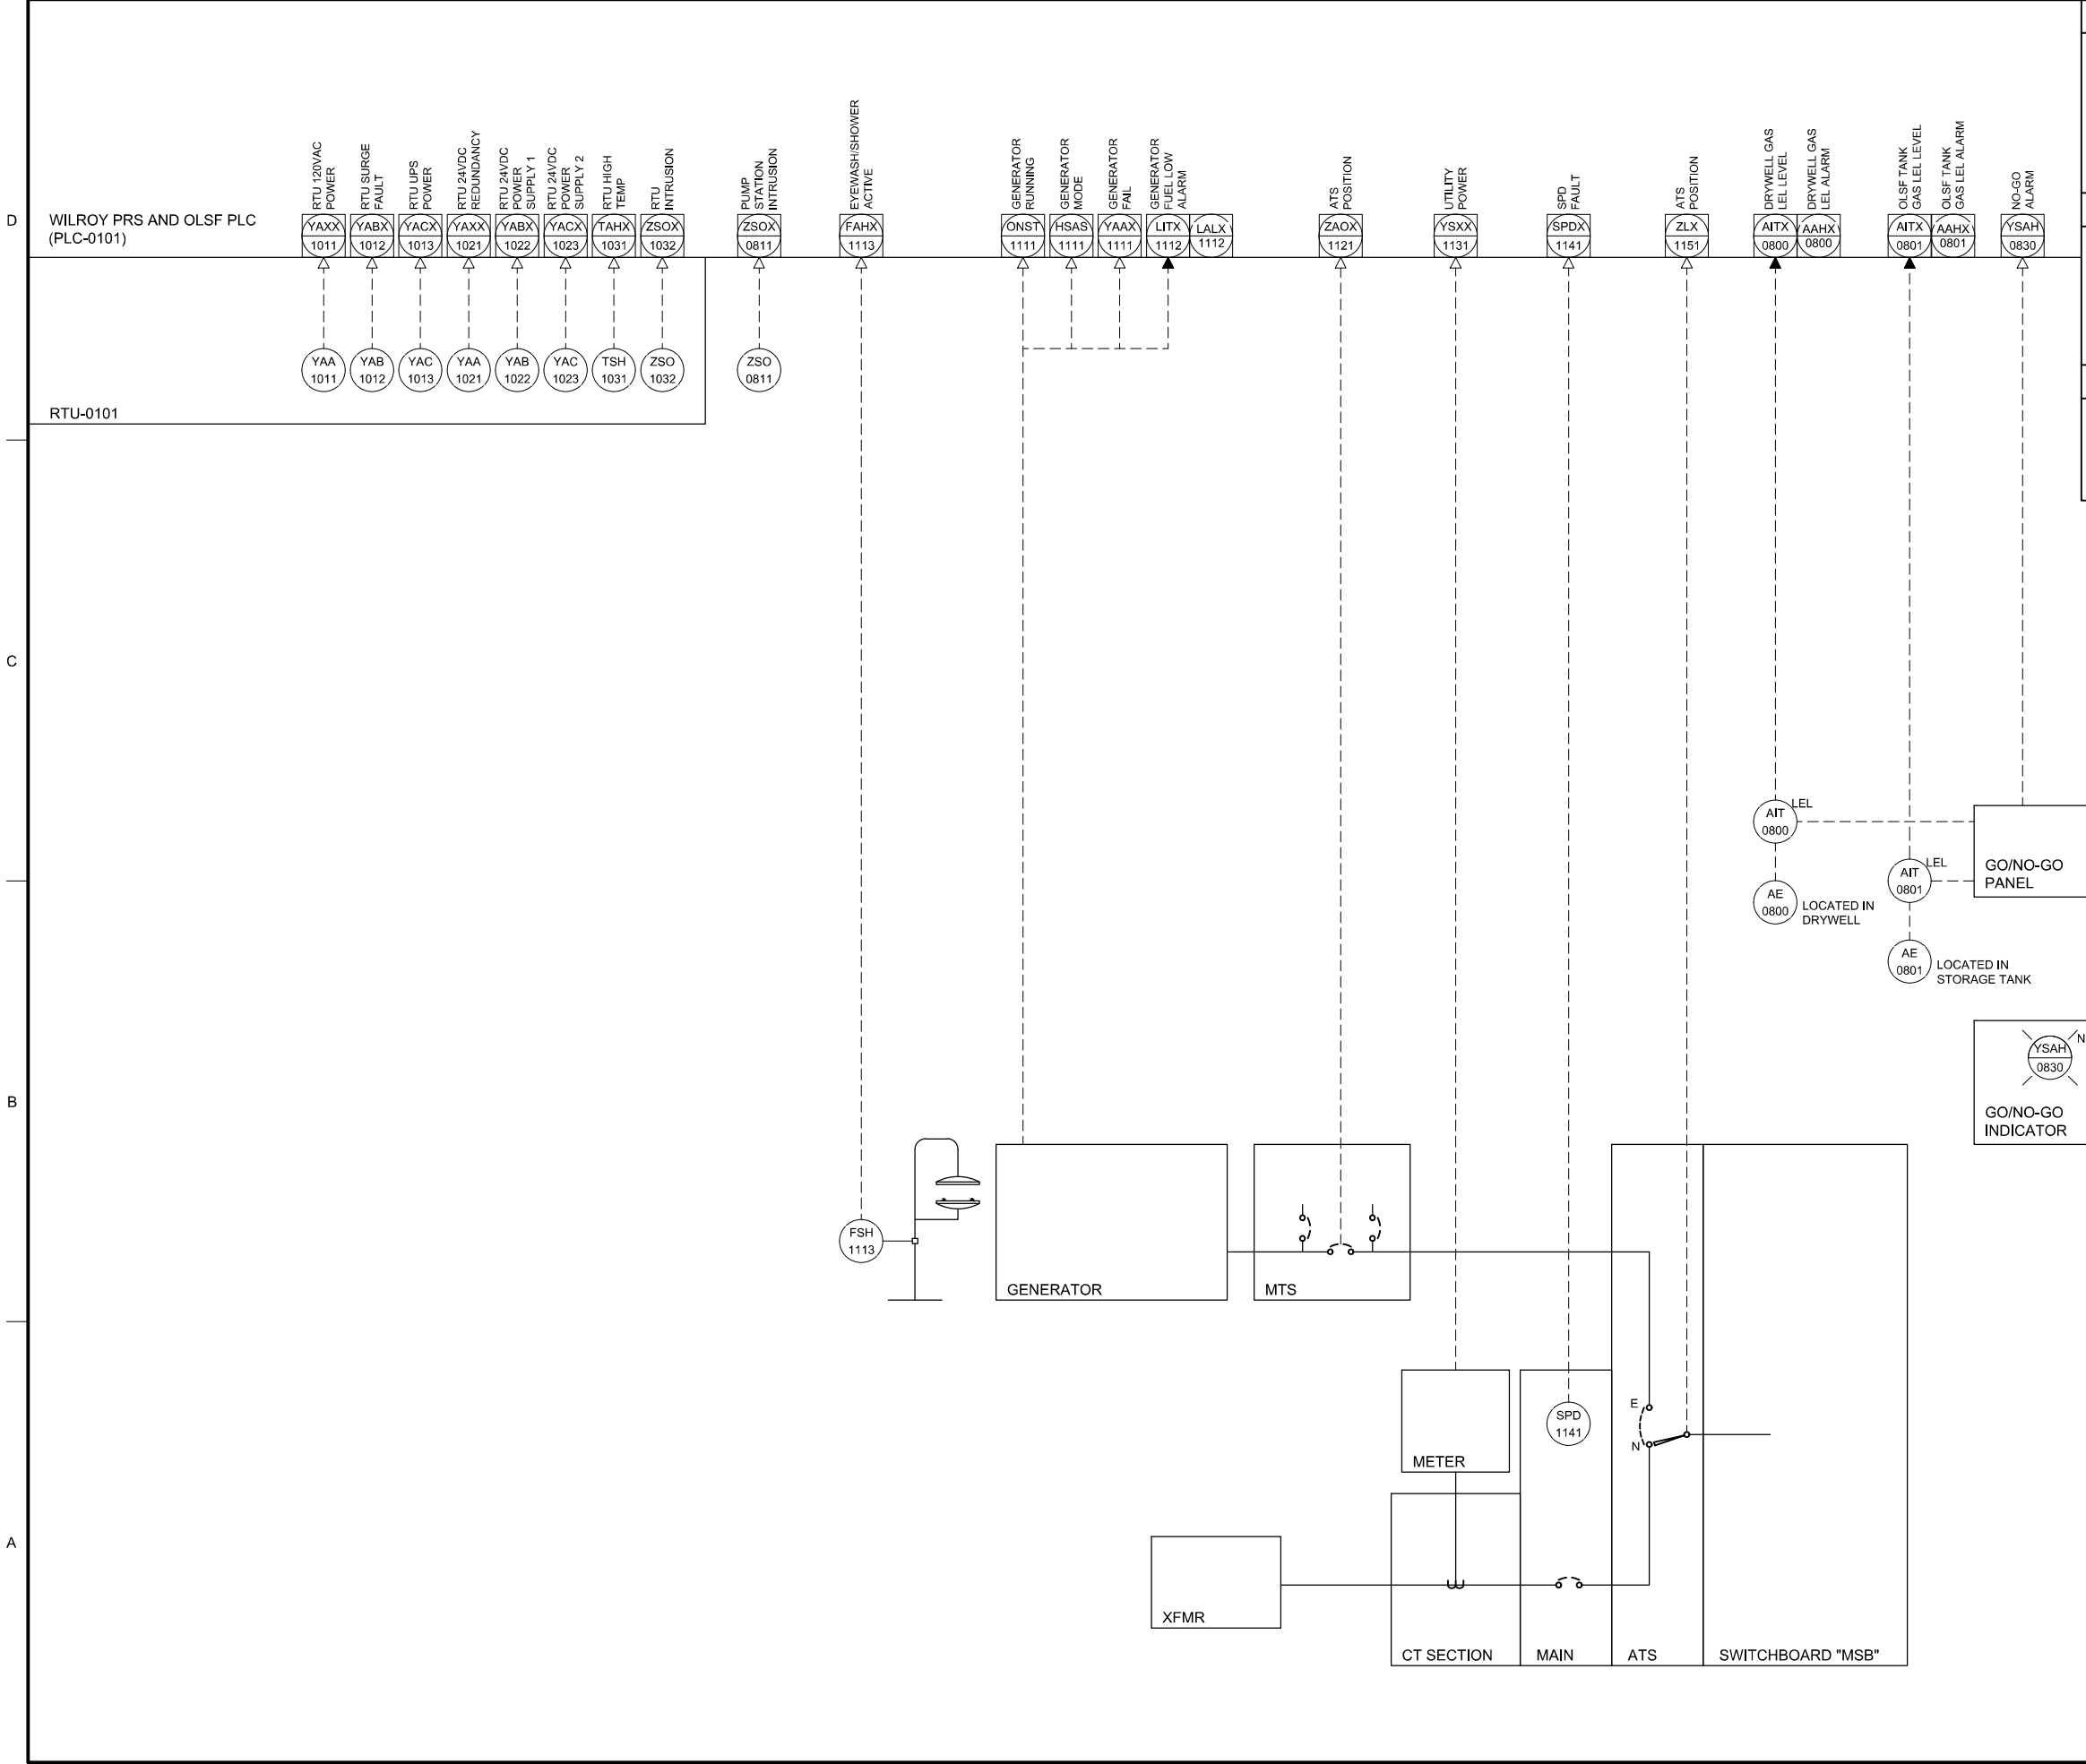 D
WILROY PRS AND OLSF PLC
(PLC-0101)
RTU 120VAC
POWER
YAXX
1011
RTU SURGE
FAULT
YABX
1012
RTU UPS
POWER
YACX
1013
RTU 24VDC
REDUNDANCY
YAXX
1021
RTU 24VDC
POWER
SUPPLY 1
YABX
1022
RTU 24VDC
POWER
SUPPLY 2
YACX
1023
RTU HIGH
TEMP
TAHX
1031
RTU
INTRUSION
ZSOX
1032
PUMP
STATION
INTRUSION
ZSOX
0811
EYEWASH/SHOWER
ACTIVE
FAHX
1113
GENERATOR
RUNNING
ONST
1111
GENERATOR
MODE
HSAS
1111
GENERATOR
FAIL
YAAX
1111
GENERATOR
FUEL LOW
ALARM
LITX
1112
LALX
1112
ATS
POSITION
ZAOX
1121
UTILITY
POWER
YSXX
1131
SPD
FAULT
SPDX
1141
ATS
POSITION
ZLX
1151
DRYWELL GAS
LEL LEVEL
AITX
0800
DRYWELL GAS
LEL ALARM
AAHX
0800
OLSF TANK
GAS LEL LEVEL
AITX
0801
OLSF TANK
GAS LEL ALARM
AAHX
0801
NO-GO
ALARM
YSAH
0830
YAA
1011
YAB
1012
YAC
1013
YAA
1021
YAB
1022
YAC
1023
TSH
1031
ZSO
1032
ZSO
0811
RTU-0101
C
AIT
0800
LEL
GO/NO-GO
PANEL
AIT
0801
LEL
AE
0800
LOCATED IN
DRYWELL
AE
0801
LOCATED IN
STORAGE TANK
YSAH
0830
N
GO/NO-GO
INDICATOR
B
FSH
1113
GENERATOR
MTS
E
N
SPD
1141
METER
A
XFMR
CT SECTION
MAIN
ATS
SWITCHBOARD "MSB"